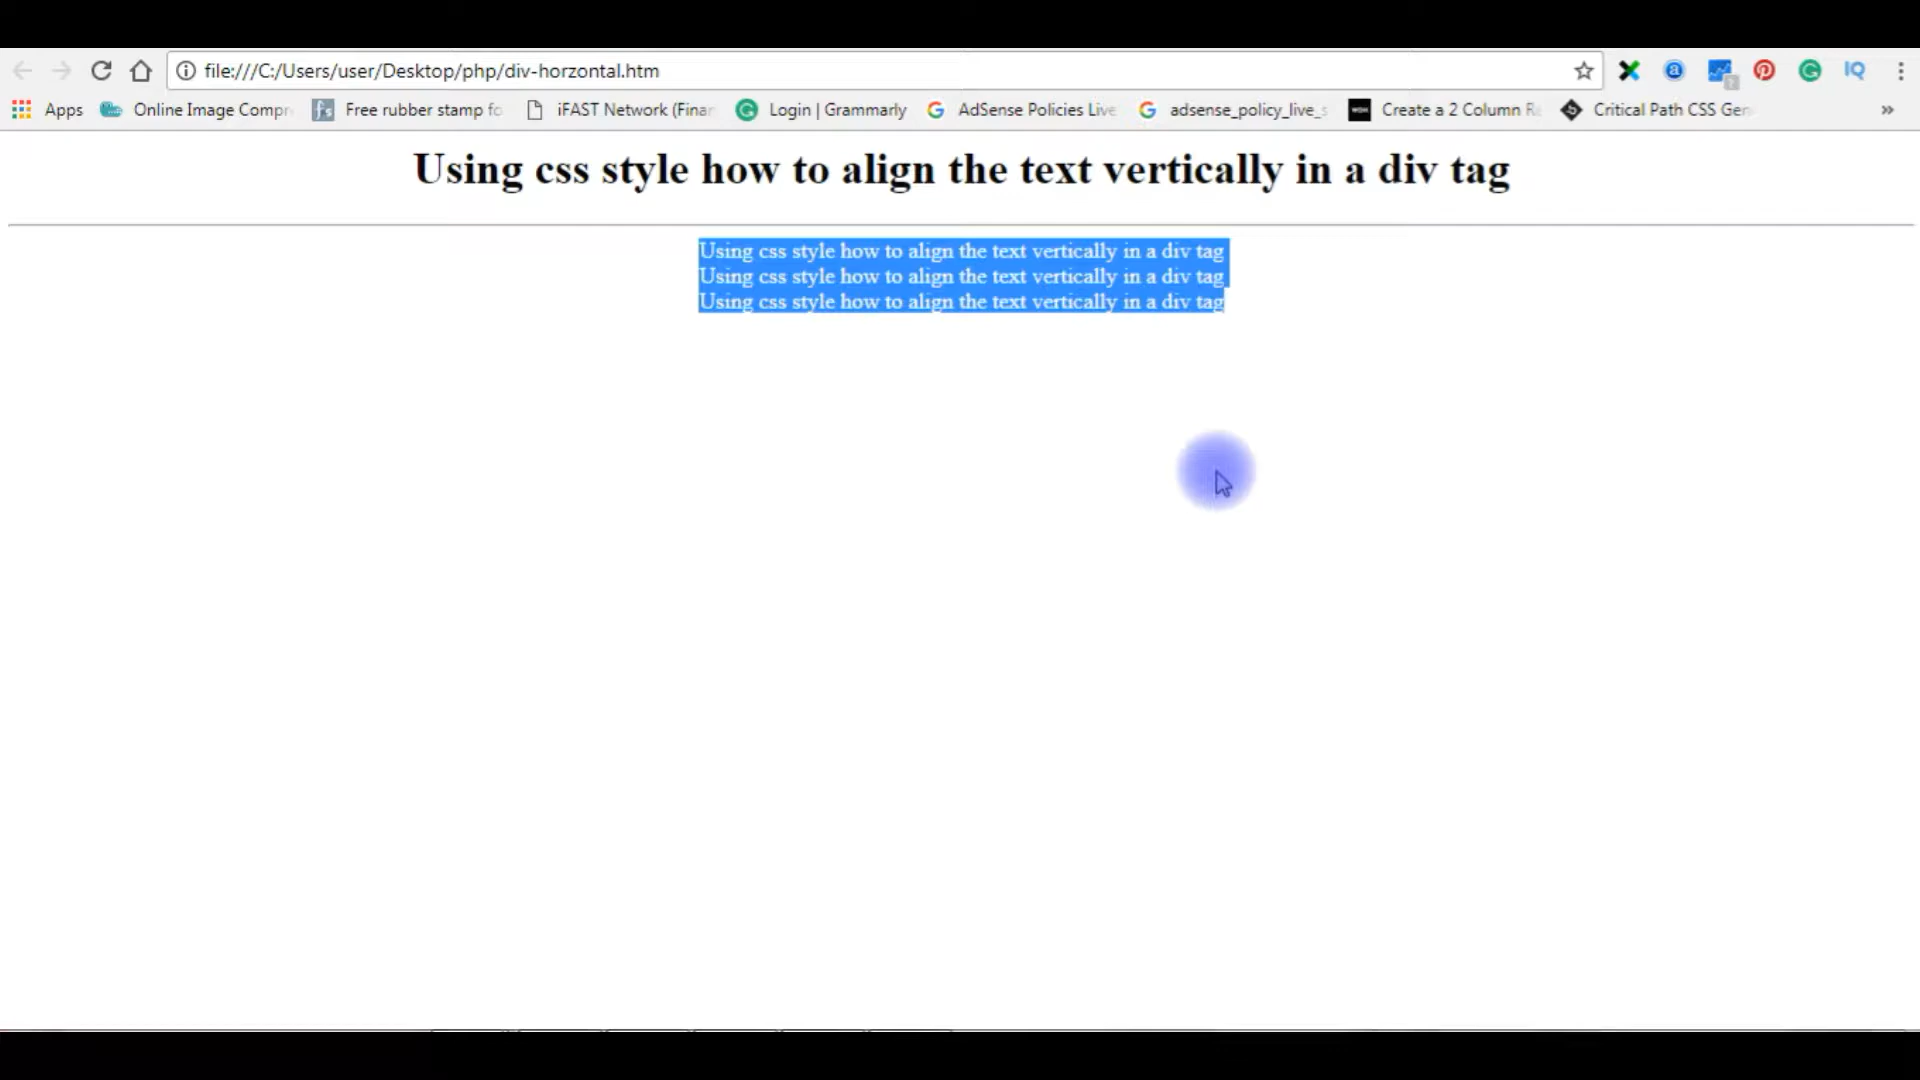 file:///C:/Users/user/Desktop/php/div-horzontal.htm
Apps Online Image Compr Free rubber stamp fo iFAST Network (Finan Login | Grammarly AdSense Policies Live adsense_policy_live_s Create a 2 Column R Critical Path CSS Gen »
Using css style how to align the text vertically in a div tag
Using css style how to align the text vertically in a div tag
Using css style how to align the text vertically in a div tag
Using css style how to align the text vertically in a div tag